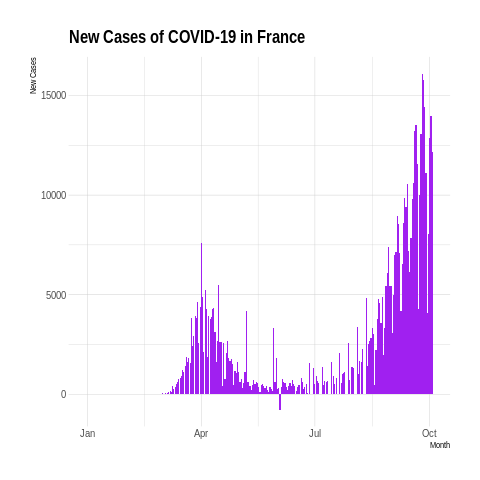 New Cases of COVID-19 in France
New Cases
15000
10000
5000
0
Jan Apr Jul Oct
Month